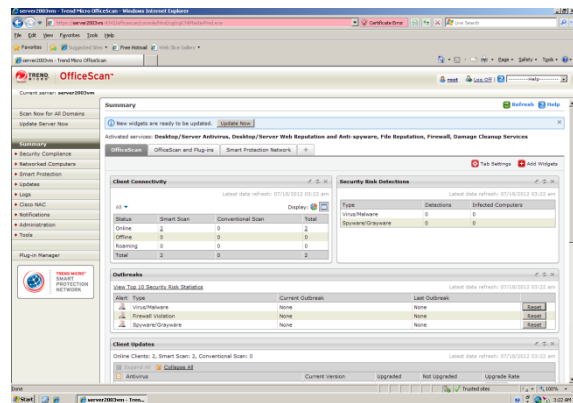 server2003vm - Trend Micro OfficeScan - Windows Internet Explorer
Certificate Error
Live Search
File Edit View Favorites Tools Help
Favorites Suggested Sites Free Hotmail Web Slice Gallery
server2003vm - Trend Micro OfficeScan
Page Safety Tools
TREND MICRO OfficeScan™
root Log Off Help
Current server: server2003vm
Scan Now for All Domains
Update Server Now
Summary
Security Compliance
Networked Computers
Smart Protection
Updates
Logs
Cisco NAC
Notifications
Administration
Tools
Plug-in Manager
TREND MICRO™
SMART
PROTECTION
NETWORK
Summary Refresh Help
New widgets are ready to be updated. Update Now
Activated services: Desktop/Server Antivirus, Desktop/Server Web Reputation and Anti-spyware, File Reputation, Firewall, Damage Cleanup Services
OfficeScan OfficeScan and Plug-ins Smart Protection Network +
Tab Settings Add Widgets
Client Connectivity
Latest data refresh: 07/18/2012 03:22 am
All Display:
Status Smart Scan Conventional Scan Total
Online 2 0 2
Offline 0 0 0
Roaming 0 0 0
Total 2 0 2
Security Risk Detections
Latest data refresh: 07/18/2012 03:22 am
Type Detections Infected Computers
Virus/Malware 0 0
Spyware/Grayware 0 0
Outbreaks
View Top 10 Security Risk Statistics Latest data refresh: 07/18/2012 03:22 am
Alert Type Current Outbreak Last Outbreak
Virus/Malware None None Reset
Firewall Violation None None Reset
Spyware/Grayware None None Reset
Client Updates
Online Clients: 2, Smart Scan: 2, Conventional Scan: 0 Latest data refresh: 07/18/2012 03:22 am
Expand All Collapse All
Antivirus Current Version Upgraded Not Upgraded Upgrade Rate
Done Trusted sites 100%
Start server2003vm - Tren... 3:22 AM